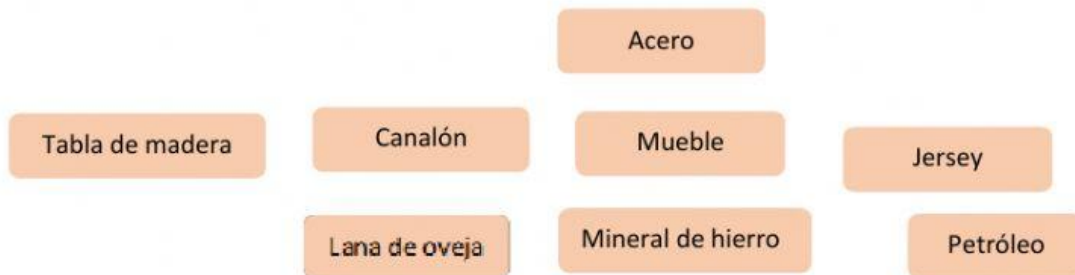 Acero
Tabla de madera
Canalón
Mueble
Jersey
Lana de oveja
Mineral de hierro
Petróleo